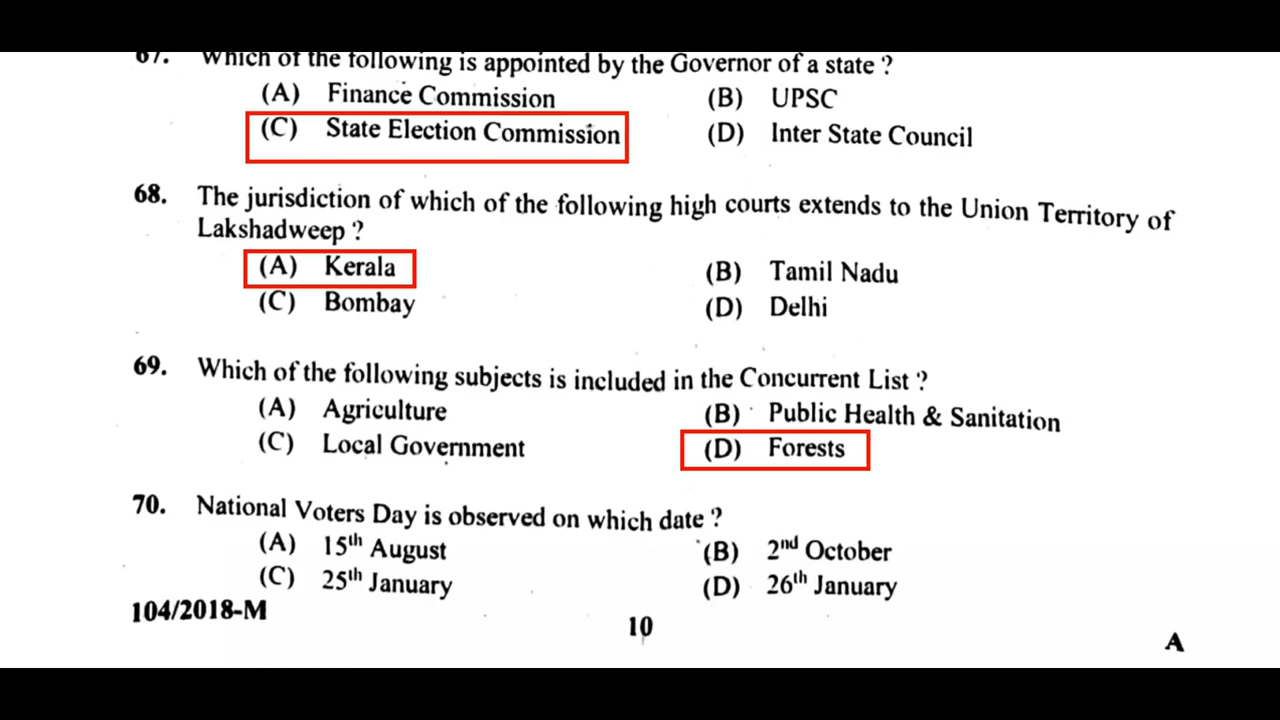 67. Which of the following is appointed by the Governor of a state ?
(A) Finance Commission (B) UPSC
(C) State Election Commission (D) Inter State Council
68. The jurisdiction of which of the following high courts extends to the Union Territory of
Lakshadweep ?
(A) Kerala (B) Tamil Nadu
(C) Bombay (D) Delhi
69. Which of the following subjects is included in the Concurrent List ?
(A) Agriculture (B) Public Health & Sanitation
(C) Local Government (D) Forests
70. National Voters Day is observed on which date ?
(A) 15th August (B) 2nd October
(C) 25th January (D) 26th January
104/2018-M
10
A